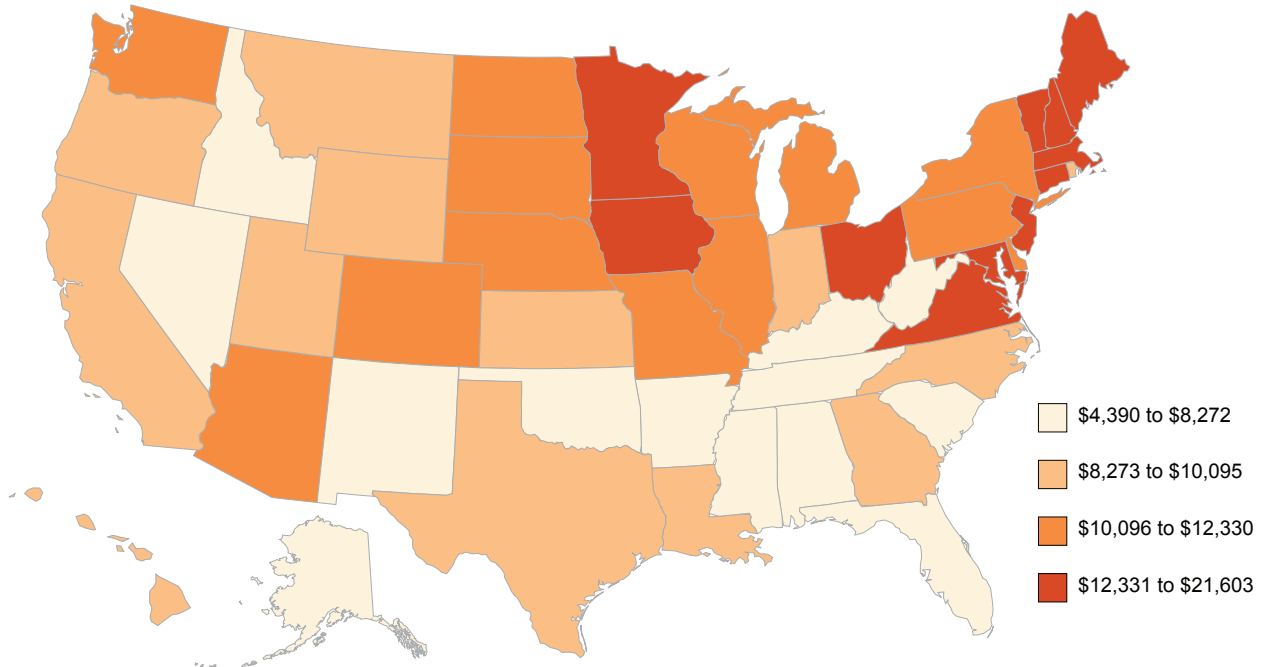 $4,390 to $8,272
$8,273 to $10,095
$10,096 to $12,330
$12,331 to $21,603